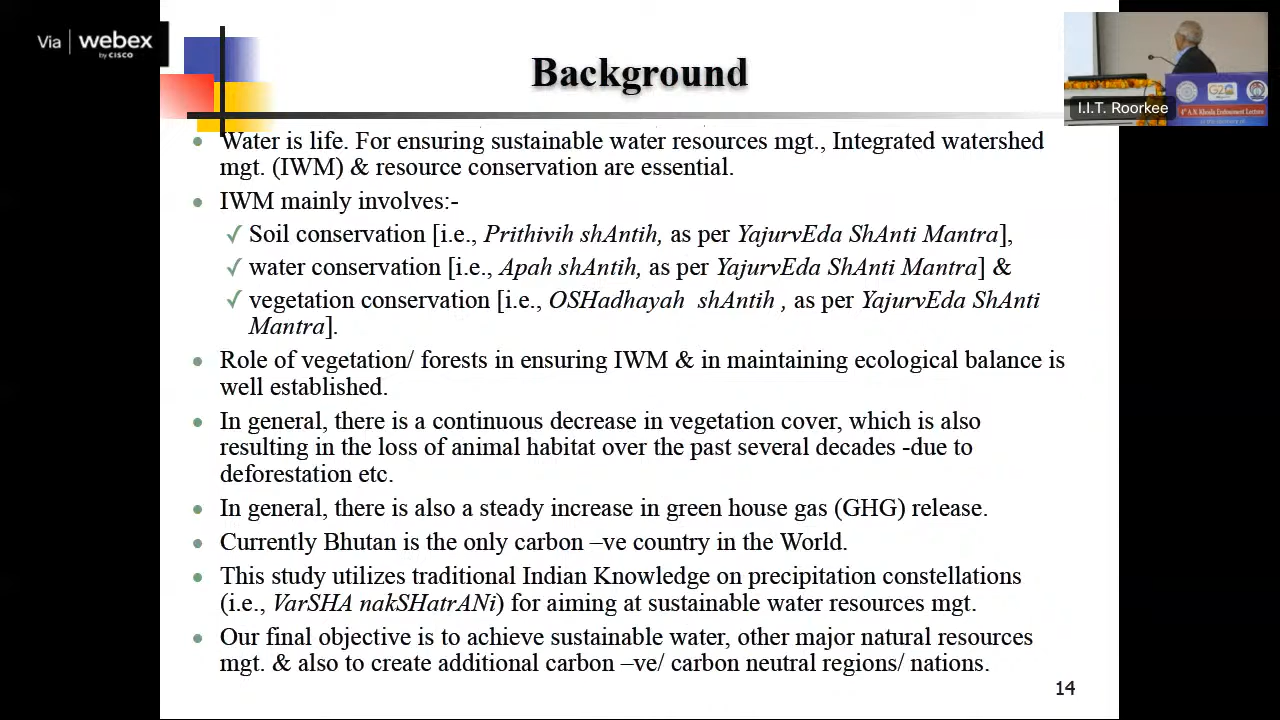 Via webex
by CISCO
Background
I.I.T. Roorkee
4th A.N. Khosla Endowment Lecture
• Water is life. For ensuring sustainable water resources mgt., Integrated watershed
mgt. (IWM) & resource conservation are essential.
• IWM mainly involves:-
✓ Soil conservation [i.e., Prithivih shAntih, as per YajurvEda ShAnti Mantra],
✓ water conservation [i.e., Apah shAntih, as per YajurvEda ShAnti Mantra] &
✓ vegetation conservation [i.e., OSHadhayah shAntih , as per YajurvEda ShAnti
Mantra].
• Role of vegetation/ forests in ensuring IWM & in maintaining ecological balance is
well established.
• In general, there is a continuous decrease in vegetation cover, which is also
resulting in the loss of animal habitat over the past several decades -due to
deforestation etc.
• In general, there is also a steady increase in green house gas (GHG) release.
• Currently Bhutan is the only carbon –ve country in the World.
• This study utilizes traditional Indian Knowledge on precipitation constellations
(i.e., VarSHA nakSHatrANi) for aiming at sustainable water resources mgt.
• Our final objective is to achieve sustainable water, other major natural resources
mgt. & also to create additional carbon –ve/ carbon neutral regions/ nations.
14